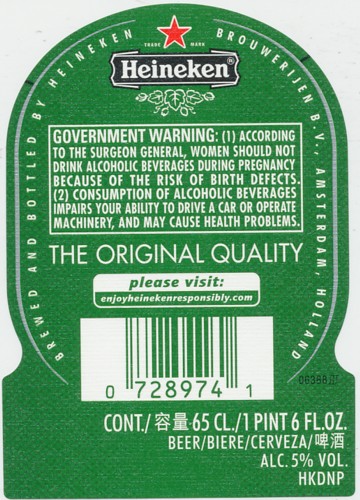 BREWED AND BOTTLED BY HEINEKEN BROUWERIJEN B.V., AMSTERDAM, HOLLAND
TRADE MARK
Heineken®
GOVERNMENT WARNING: (1) ACCORDING
TO THE SURGEON GENERAL, WOMEN SHOULD NOT
DRINK ALCOHOLIC BEVERAGES DURING PREGNANCY
BECAUSE OF THE RISK OF BIRTH DEFECTS.
(2) CONSUMPTION OF ALCOHOLIC BEVERAGES
IMPAIRS YOUR ABILITY TO DRIVE A CAR OR OPERATE
MACHINERY, AND MAY CAUSE HEALTH PROBLEMS.
THE ORIGINAL QUALITY
please visit:
enjoyheinekenresponsibly.com
0 728974 1
CONT./ 容量 65 CL./1 PINT 6 FL.OZ.
BEER/BIERE/CERVEZA/啤酒
ALC. 5% VOL.
HKDNP